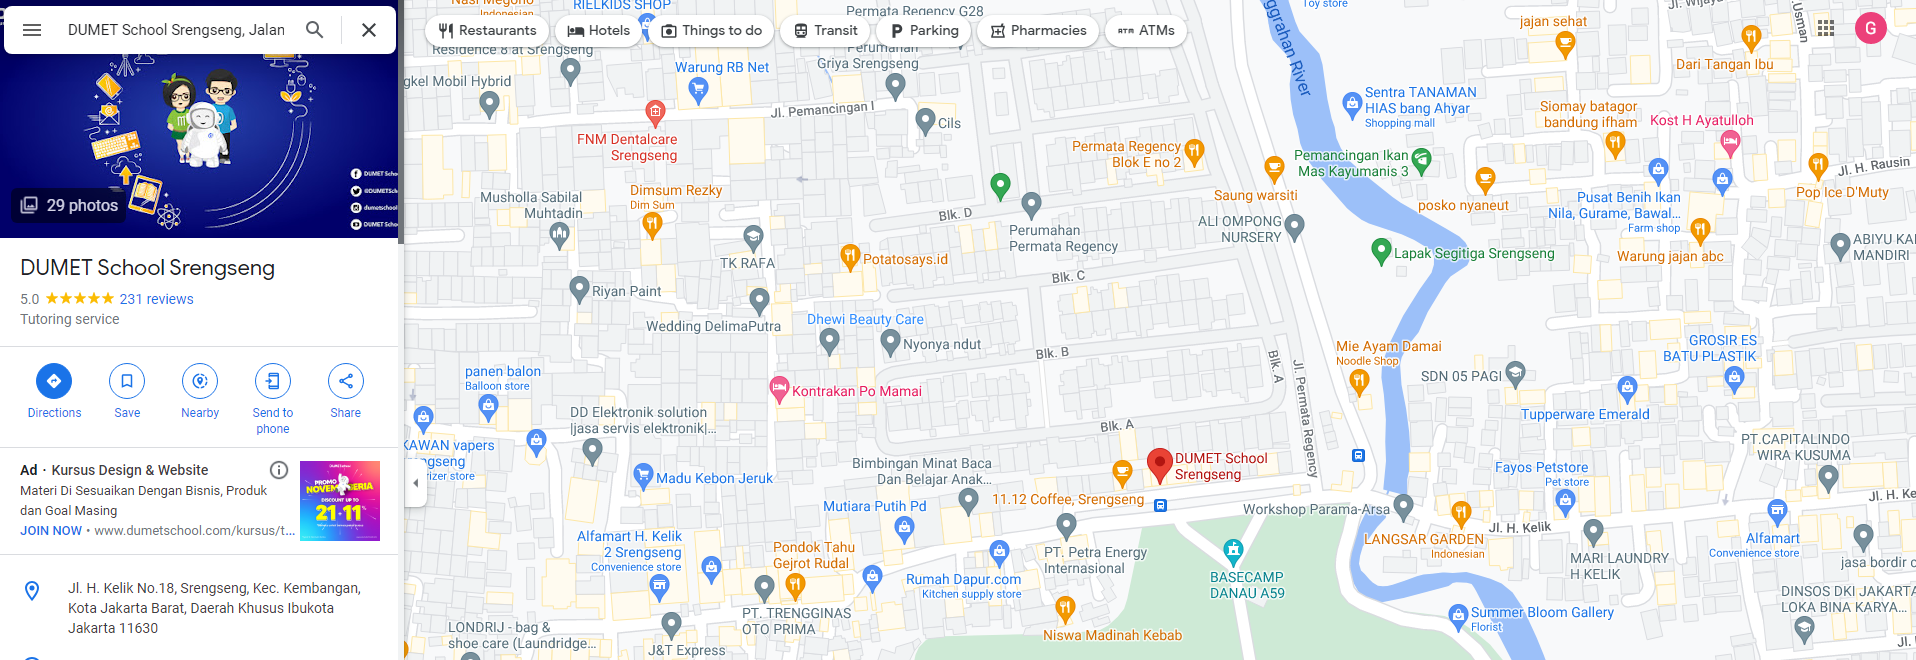 DUMET School Srengseng, Jalan
29 photos
DUMET School Srengseng
5.0
231 reviews
Tutoring service
Directions
Save
Nearby
Send to
phone
Share
Ad · Kursus Design & Website
Materi Di Sesuaikan Dengan Bisnis, Produk
dan Goal Masing
JOIN NOW • www.dumetschool.com/kursus/t...
PROMO
DISCOUNT UP TO
Jl. H. Kelik No.18, Srengseng, Kec. Kembangan,
Kota Jakarta Barat, Daerah Khusus Ibukota
Jakarta 11630
Restaurants
Hotels
Things to do
Transit
Parking
Pharmacies
ATMs
G
RIELKIDS SHOP
Permata Regency G28
Toy store
Residence 8 at Srengseng
Perumahan
Griya Srengseng
gkel Mobil Hybrid
Warung RB Net
Jl. Pemancingan I
Cils
FNM Dentalcare
Srengseng
Permata Regency
Blok E no 2
Saung warsiti
ggrahan River
Sentra TANAMAN
HIAS bang Ahyar
Shopping mall
Pemancingan Ikan
Mas Kayumanis 3
jajan sehat
Jl. Wijaya
Usman
Dari Tangan Ibu
Siomay batagor
bandung ifham
Kost H Ayatulloh
Jl. H. Rausin
Pop Ice D'Muty
posko nyaneut
Pusat Benih Ikan
Nila, Gurame, Bawal...
Farm shop
Warung jajan abc
ABIYU KA
MANDIRI
Musholla Sabilal
Muhtadin
Dimsum Rezky
Dim Sum
TK RAFA
Potatosays.id
Blk. D
Perumahan
Permata Regency
ALI OMPONG
NURSERY
Lapak Segitiga Srengseng
Riyan Paint
Wedding DelimaPutra
Blk. C
Dhewi Beauty Care
Nyonya ndut
Blk. B
Blk. A
Jl. Permata Regency
Mie Ayam Damai
Noodle Shop
SDN 05 PAGI
GROSIR ES
BATU PLASTIK
Tupperware Emerald
panen balon
Balloon store
Kontrakan Po Mamai
DD Elektronik solution
|jasa servis elektronik|...
KAWAN vapers
ngseng
rizer store
Madu Kebon Jeruk
Blk. A
Bimbingan Minat Baca
Dan Belajar Anak...
11.12 Coffee, Srengseng
DUMET School
Srengseng
Workshop Parama-Arsa
PT.CAPITALINDO
WIRA KUSUMA
Fayos Petstore
Pet store
Jl. H. Ke
Mutiara Putih Pd
Alfamart H. Kelik
2 Srengseng
Convenience store
Pondok Tahu
Gejrot Rudal
PT. Petra Energy
Internasional
Rumah Dapur.com
Kitchen supply store
BASECAMP
DANAU A59
LANGSAR GARDEN
Indonesian
Jl. H. Kelik
MARI LAUNDRY
H KELIK
Alfamart
Convenience store
jasa bordir c
DINSOS DKI JAKARTA
LOKA BINA KARYA...
PT. TRENGGINAS
OTO PRIMA
LONDRIJ - bag &
shoe care (Laundridge...
J&T Express
Niswa Madinah Kebab
Summer Bloom Gallery
Florist